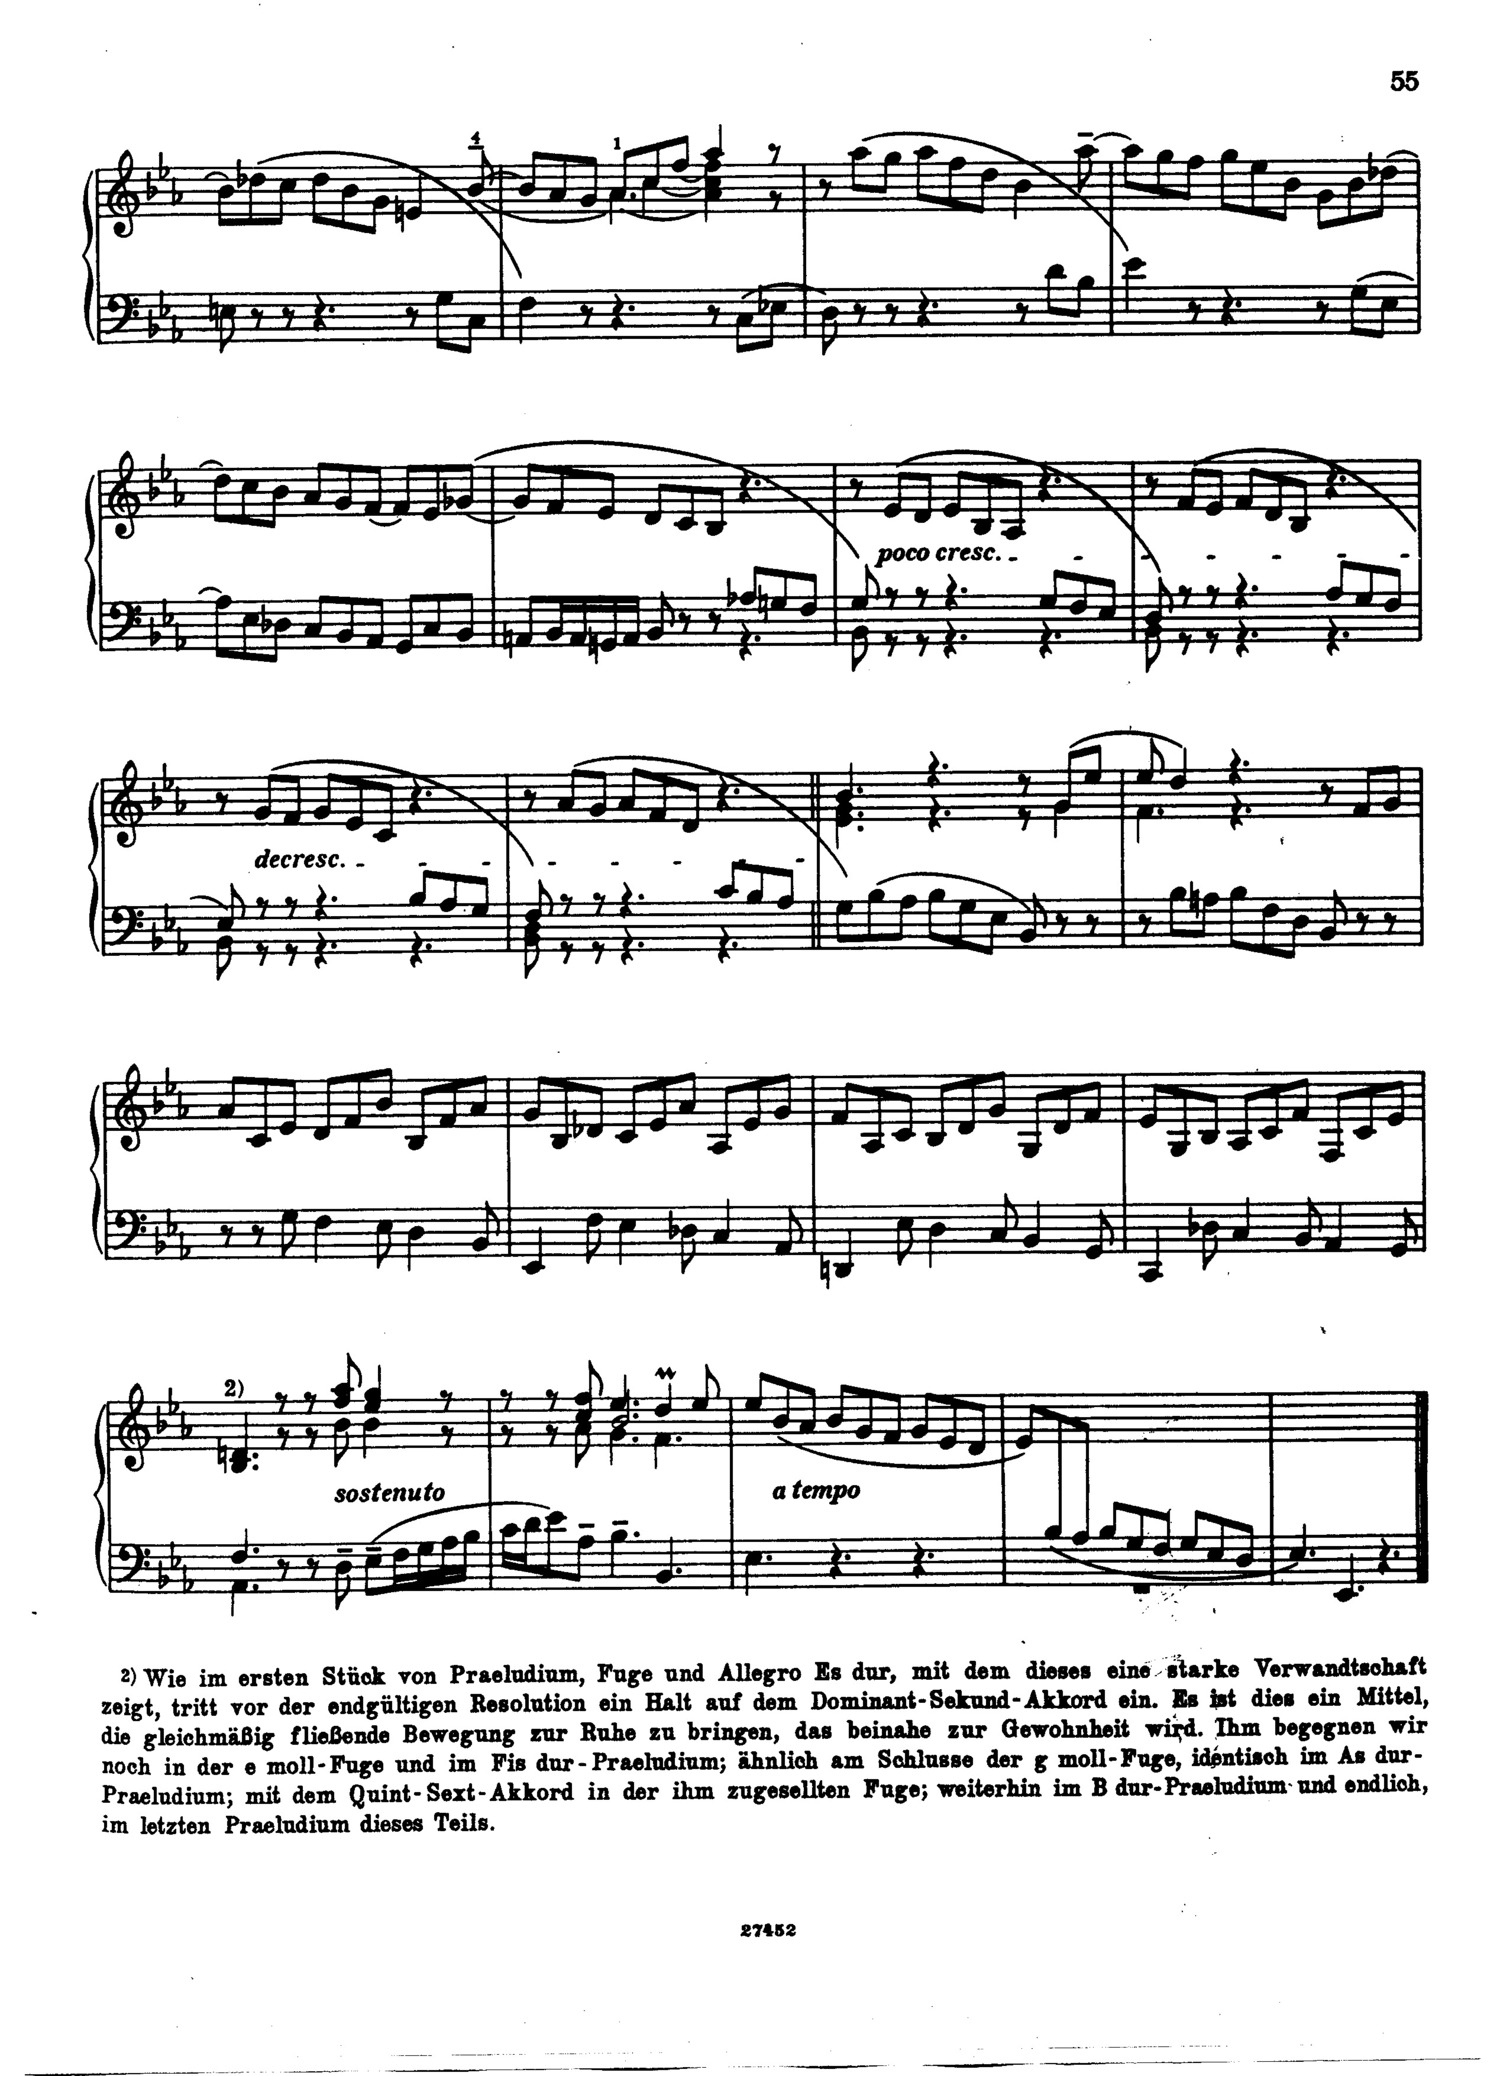 55
4 1
poco cresc.
decresc.
2)
sostenuto
a tempo
2) Wie im ersten Stück von Praeludium, Fuge und Allegro Es dur, mit dem dieses eine starke Verwandtschaft
zeigt, tritt vor der endgültigen Resolution ein Halt auf dem Dominant-Sekund-Akkord ein. Es ist dies ein Mittel,
die gleichmäßig fließende Bewegung zur Ruhe zu bringen, das beinahe zur Gewohnheit wird. Ihm begegnen wir
noch in der e moll-Fuge und im Fis dur-Praeludium; ähnlich am Schlusse der g moll-Fuge, identisch im As dur-
Praeludium; mit dem Quint-Sext-Akkord in der ihm zugesellten Fuge; weiterhin im B dur-Praeludium und endlich,
im letzten Praeludium dieses Teils.
27452